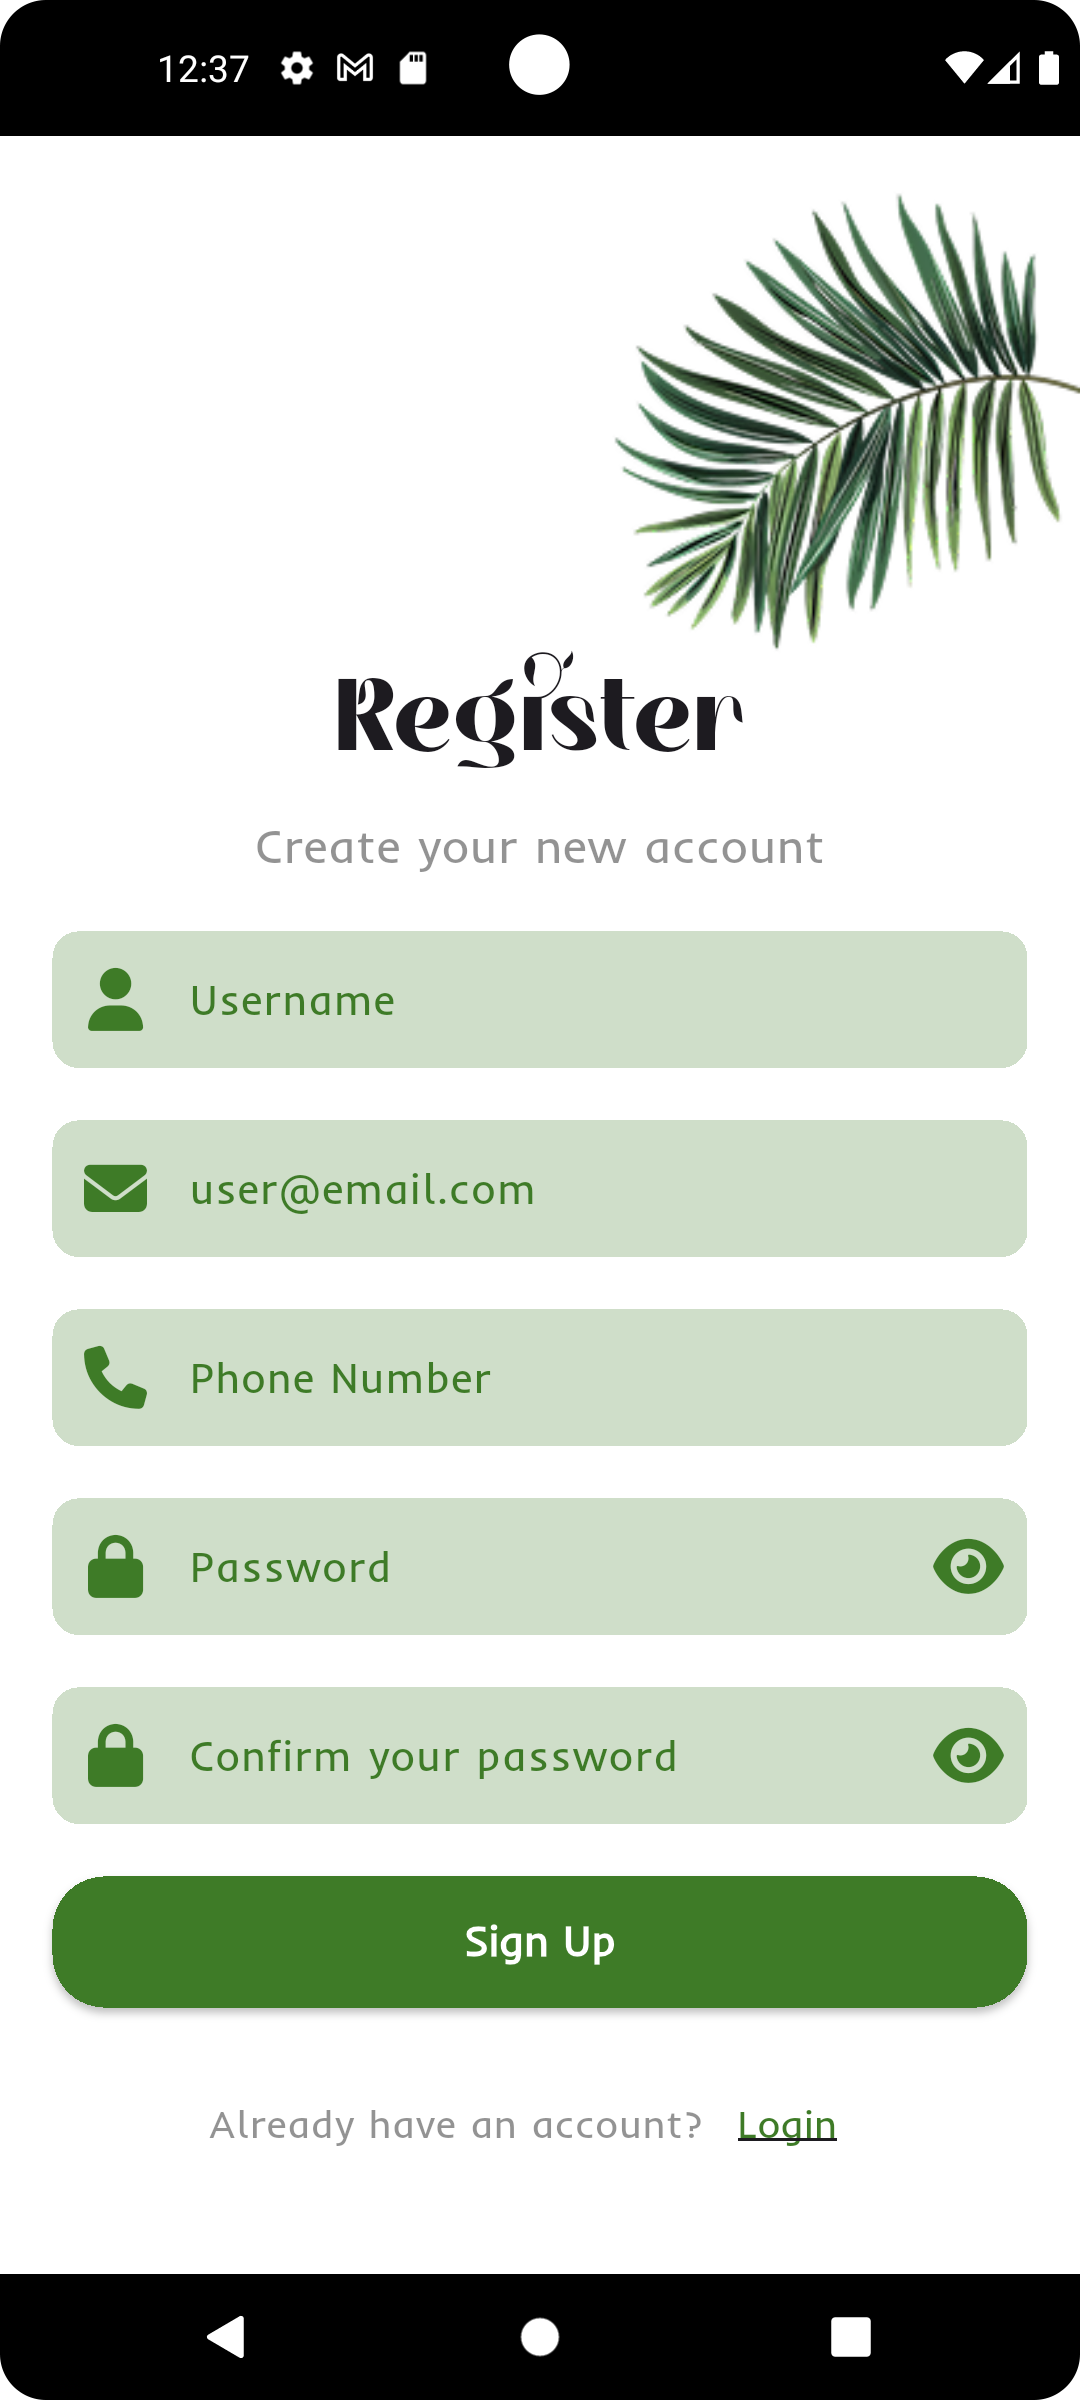 12:37
Register
Create your new account
Username
user@email.com
Phone Number
Password
Confirm your password
Sign Up
Already have an account? Login